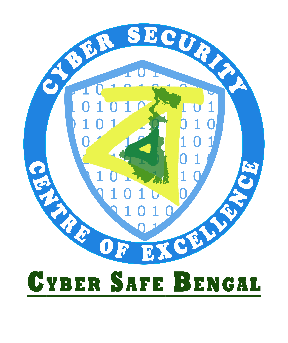 CYBER SECURITY
ব
CENTRE OF EXCELLENCE
CYBER SAFE BENGAL